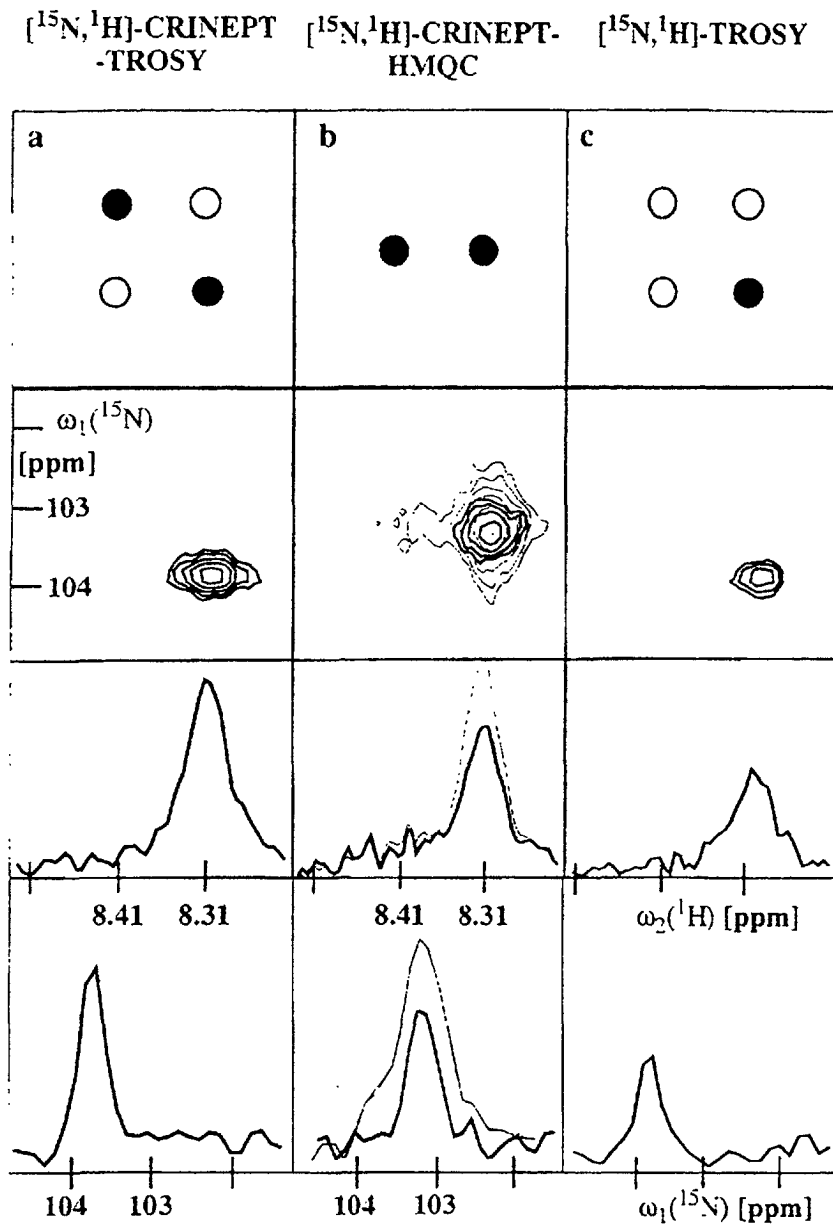 [¹⁵N,¹H]-CRINEPT
-TROSY
[¹⁵N,¹H]-CRINEPT-
HMQC
[¹⁵N,¹H]-TROSY
a
b
c
ω₁(¹⁵N)
[ppm]
103
104
8.41 8.31
8.41 8.31
ω₂(¹H) [ppm]
104 103
104 103
ω₁(¹⁵N) [ppm]